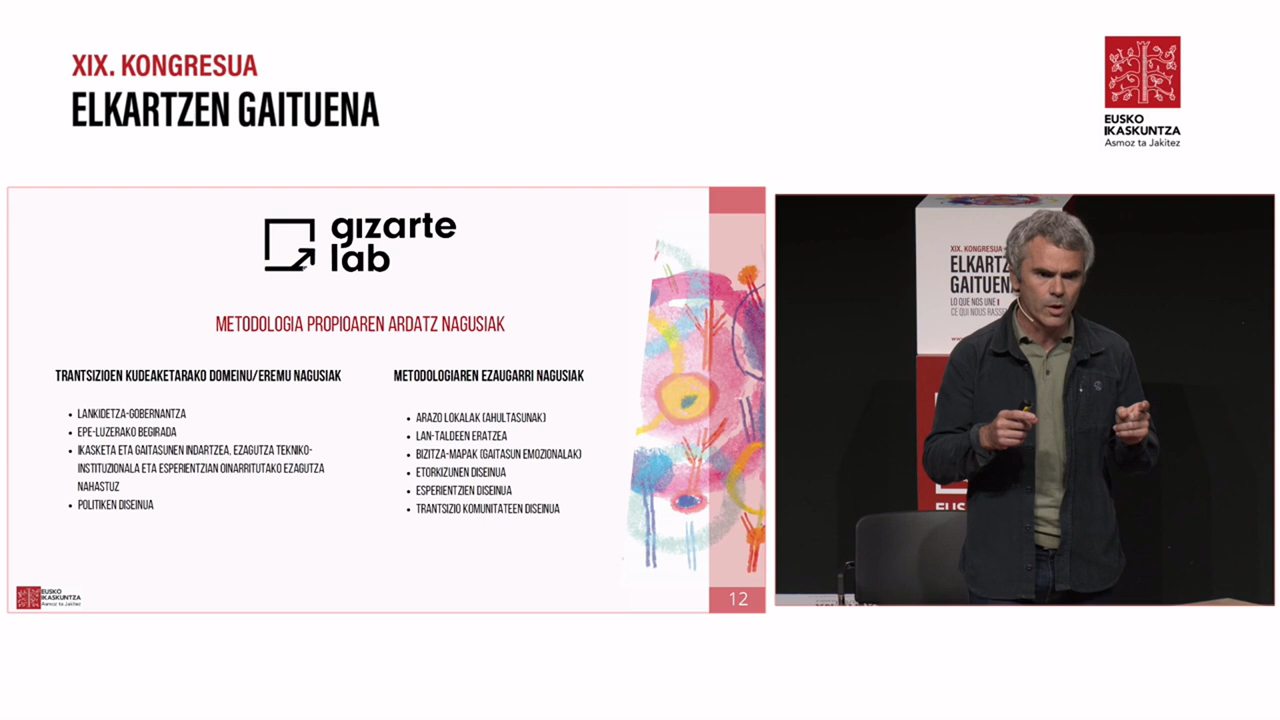 XIX. KONGRESUA
ELKARTZEN GAITUENA
EUSKO
IKASKUNTZA
Asmoz ta Jakitez
gizarte
lab
METODOLOGIA PROPIOAREN ARDATZ NAGUSIAK
TRANTSIZIOEN KUDEAKETARAKO DOMEINU/EREMU NAGUSIAK
• LANKIDETZA-GOBERNANTZA
• EPE-LUZERAKO BEGIRADA
• IKASKETA ETA GAITASUNEN INDARTZEA, EZAGUTZA TEKNIKO-
INSTITUZIONALA ETA ESPERIENTZIAN OINARRITUTAKO EZAGUTZA
NAHASTUZ
• POLITIKEN DISEINUA
METODOLOGIAREN EZAUGARRI NAGUSIAK
• ARAZO LOKALAK (AHULTASUNAK)
• LAN-TALDEEN ERATZEA
• BIZITZA-MAPAK (GAITASUN EMOZIONALAK)
• ETORKIZUNEN DISEINUA
• ESPERIENTZIEN DISEINUA
• TRANTSIZIO KOMUNITATEEN DISEINUA
EUSKO
IKASKUNTZA
Asmoz ta Jakitez
12
XIX. KONGRESUA
ELKARTZ
GAITUENA
LO QUE NOS UNE
CE QUI NOUS RASSE
EUS